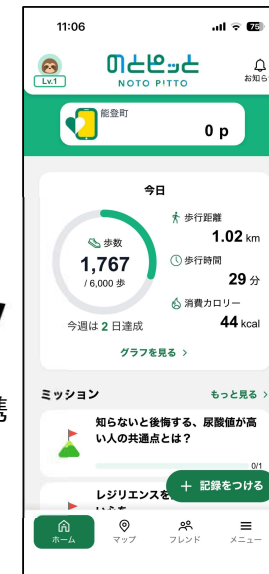 11:06
のとピっと
NOTO PITTO
Lv.1
お知ら
能登町
0 p
今日
歩数
1,767
/ 6,000 歩
今週は 2 日達成
歩行距離
1.02 km
歩行時間
29 分
消費カロリー
44 kcal
グラフを見る >
ミッション
もっと見る >
知らないと後悔する、尿酸値が高
い人の共通点とは?
0/1
レジリエンスを
+ 記録をつける
ホーム
マップ
フレンド
メニュー
携